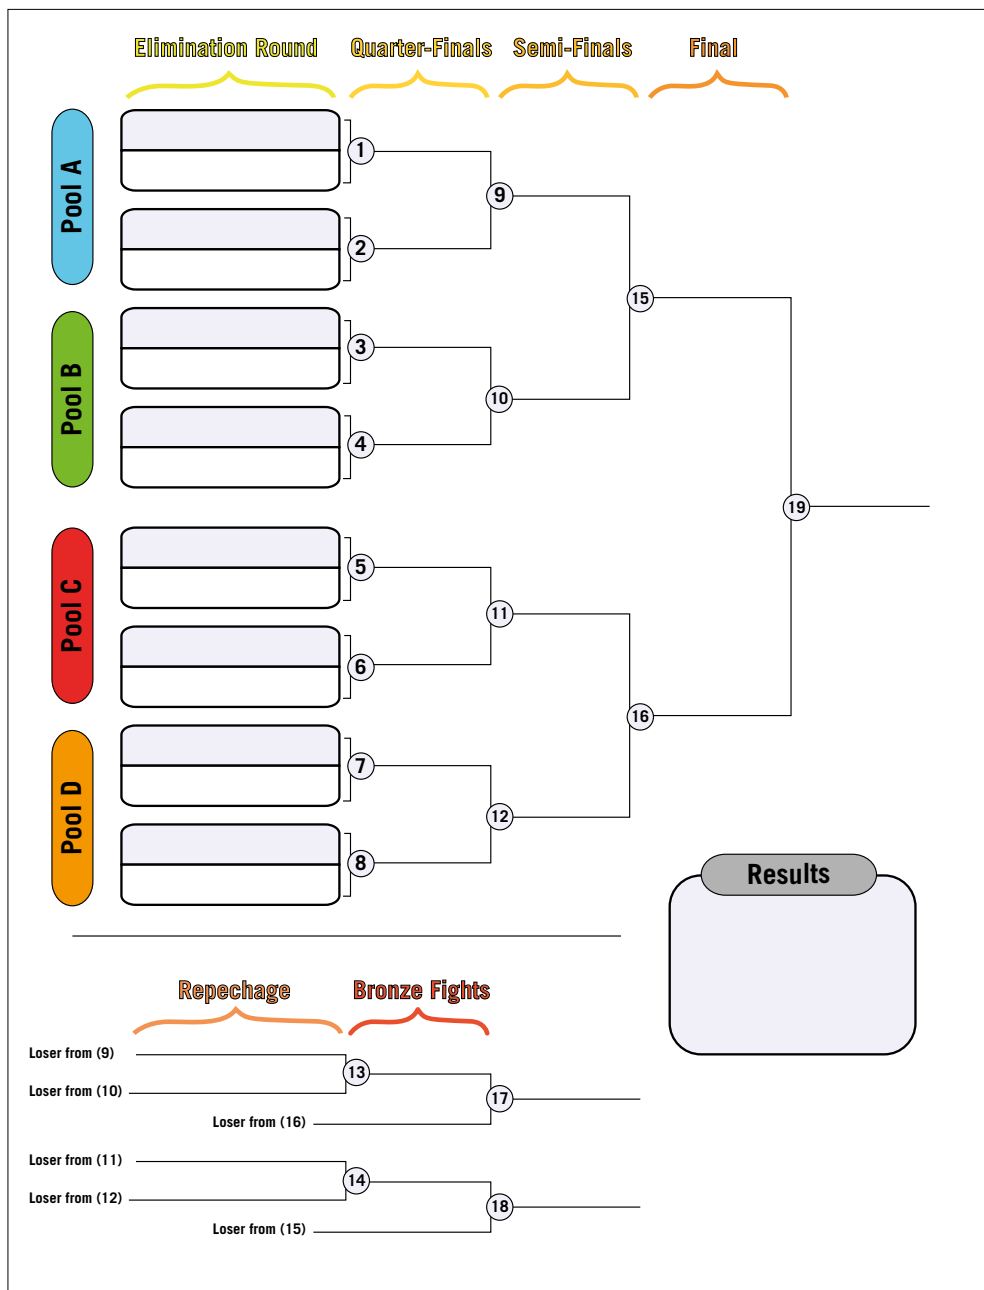 Elimination Round Quarter-Finals Semi-Finals Final
Pool A
1
9
2
15
Pool B
3
10
4
19
Pool C
5
11
6
16
Pool D
7
12
8
Results
Repechage Bronze Fights
Loser from (9)
13
Loser from (10)
17
Loser from (16)
Loser from (11)
14
Loser from (12)
18
Loser from (15)